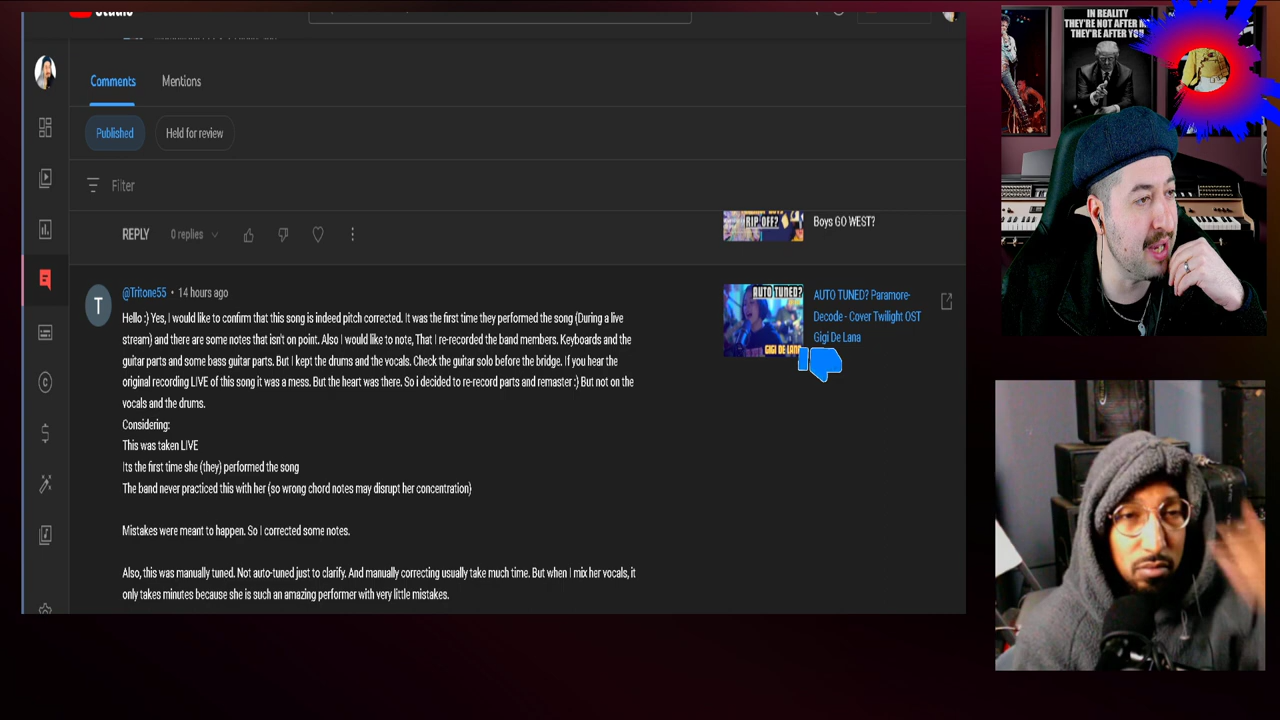 Studio
Comments
Mentions
Published
Held for review
Filter
REPLY
0 replies
Boys GO WEST?
RIP-OFF?
T
@Tritone55 • 14 hours ago
Hello :) Yes, I would like to confirm that this song is indeed pitch corrected. It was the first time they performed the song (During a live
stream) and there are some notes that isn't on point. Also I would like to note, That I re-recorded the band members. Keyboards and the
guitar parts and some bass guitar parts. But I kept the drums and the vocals. Check the guitar solo before the bridge. If you hear the
original recording LIVE of this song it was a mess. But the heart was there. So i decided to re-record parts and remaster :) But not on the
vocals and the drums.
Considering:
This was taken LIVE
Its the first time she (they) performed the song
The band never practiced this with her (so wrong chord notes may disrupt her concentration)
Mistakes were meant to happen. So I corrected some notes.
Also, this was manually tuned. Not auto-tuned just to clarify. And manually correcting usually take much time. But when I mix her vocals, it
only takes minutes because she is such an amazing performer with very little mistakes.
AUTO TUNED?
GIGI DE LANA
AUTO TUNED? Paramore-
Decode - Cover Twilight OST
Gigi De Lana
IN REALITY
THEY'RE NOT AFTER ME
THEY'RE AFTER YOU